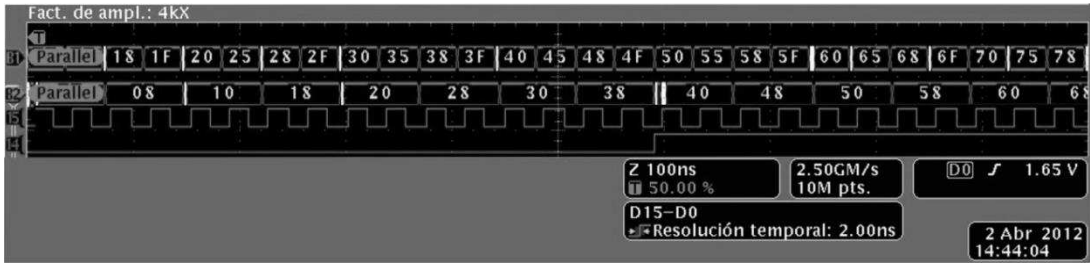 Fact. de ampl.: 4kX
T
B1 Parallel 18 1F 20 25 28 2F 30 35 38 3F 40 45 48 4F 50 55 58 5F 60 65 68 6F 70 75 78
B2 Parallel 08 10 18 20 28 30 38 40 48 50 58 60 68
15
14
Z 100ns
T 50.00 %
2.50GM/s
10M pts.
D0 1.65 V
D15-D0
Resolución temporal: 2.00ns
2 Abr 2012
14:44:04